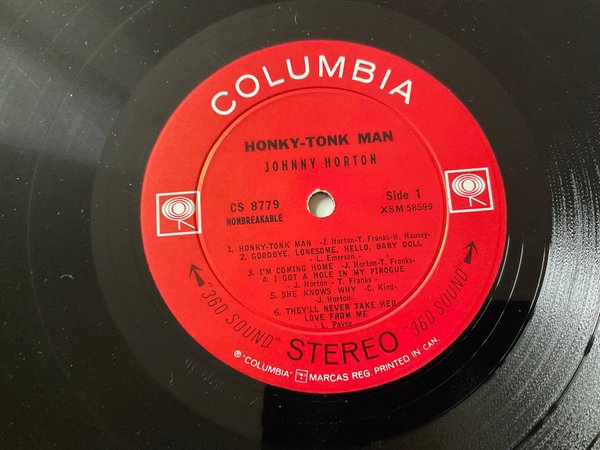 COLUMBIA
HONKY-TONK MAN
JOHNNY HORTON
CS 8779
NONBREAKABLE
Side 1
XSM 58599
1. HONKY-TONK MAN -J. Horton-T. Franks-H. Hausey-
2. GOODBYE, LONESOME, HELLO, BABY DOLL
- L. Emerson -
3. I'M COMING HOME -J. Horton-T. Franks-
4. I GOT A HOLE IN MY PIROGUE
- J. Horton - T. Franks -
5. SHE KNOWS WHY -C. King-
-J. Horton-
6. THEY'LL NEVER TAKE HER
LOVE FROM ME
- L. Payne -
"360 SOUND" STEREO "360 SOUND"
℗ "COLUMBIA" MARCAS REG. PRINTED IN CAN.